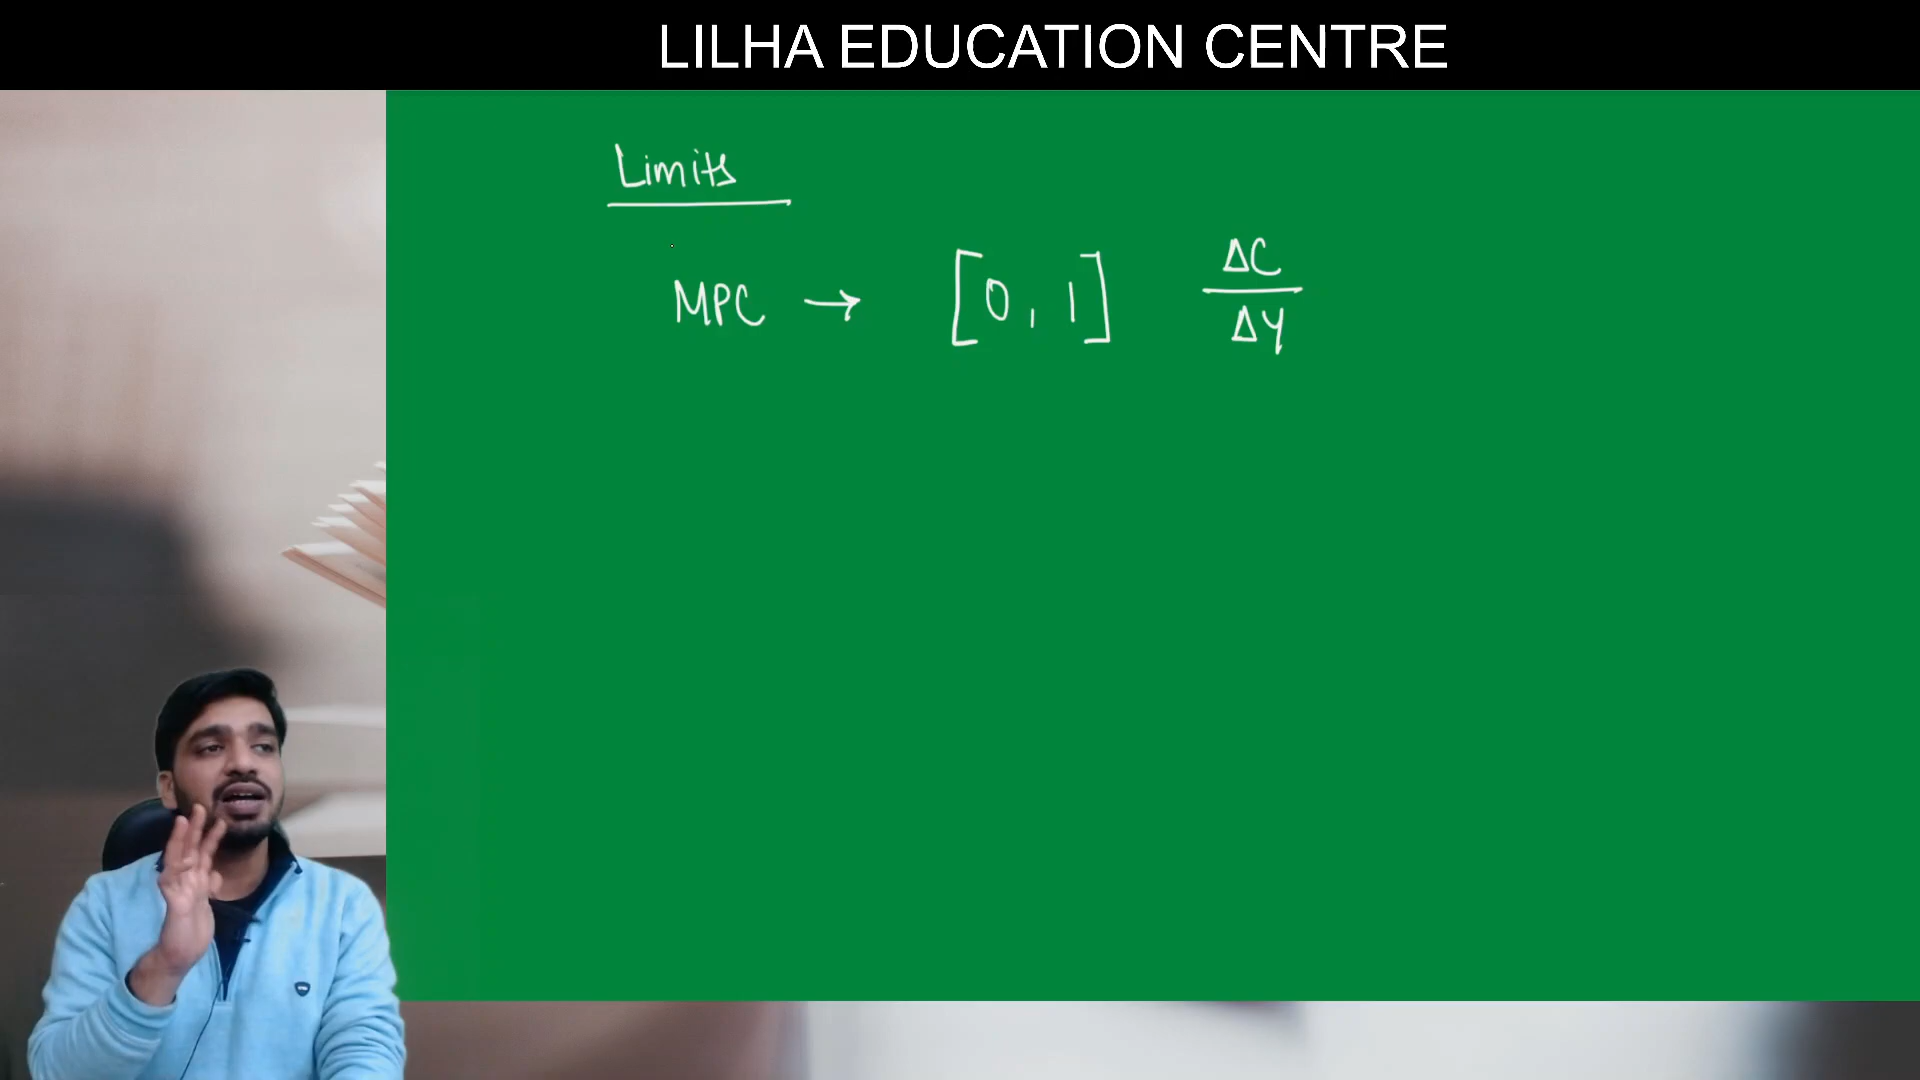 LILHA EDUCATION CENTRE
Limits
MPC → [0, 1] ΔC/ΔY